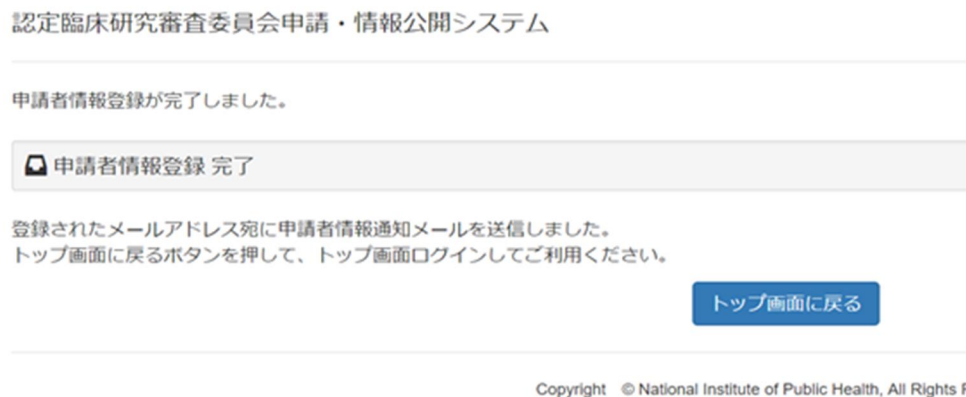 認定臨床研究審査委員会申請・情報公開システム
申請者情報登録が完了しました。
申請者情報登録 完了
登録されたメールアドレス宛に申請者情報通知メールを送信しました。
トップ画面に戻るボタンを押して、トップ画面ログインしてご利用ください。
トップ画面に戻る
Copyright © National Institute of Public Health, All Rights